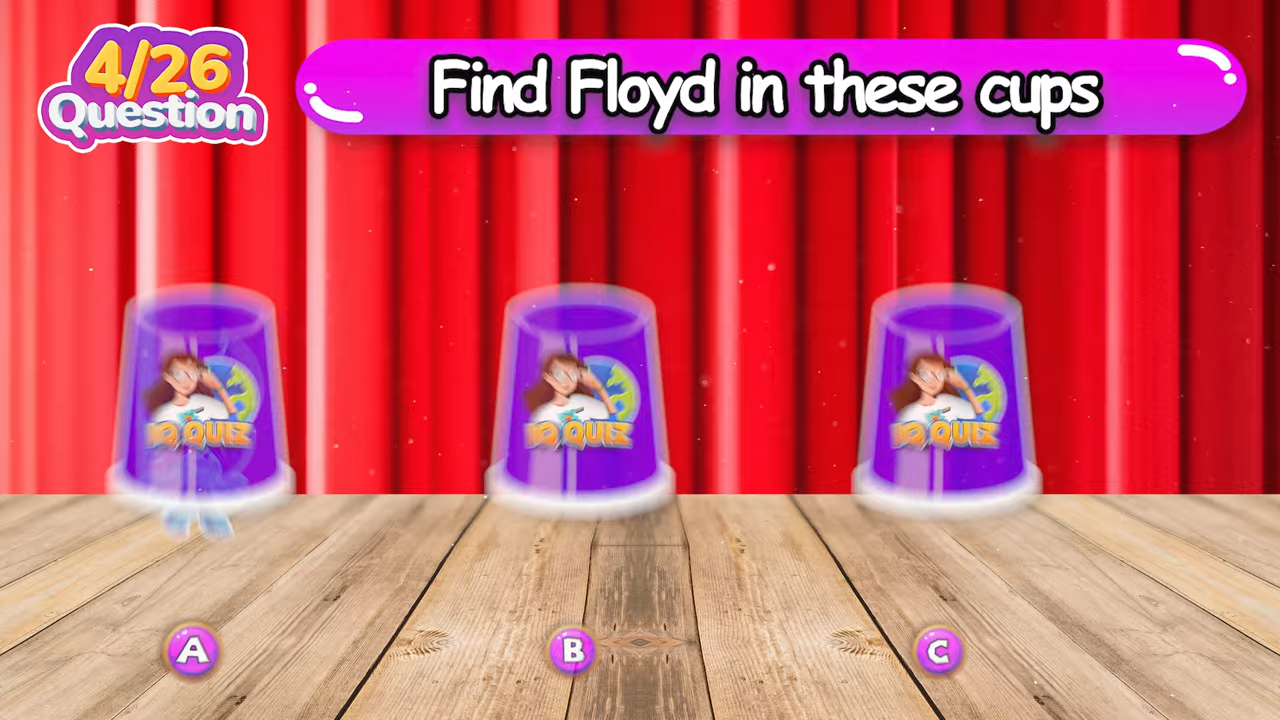 4/26
Question
Find Floyd in these cups
IQ QUIZ
IQ QUIZ
IQ QUIZ
A
B
C